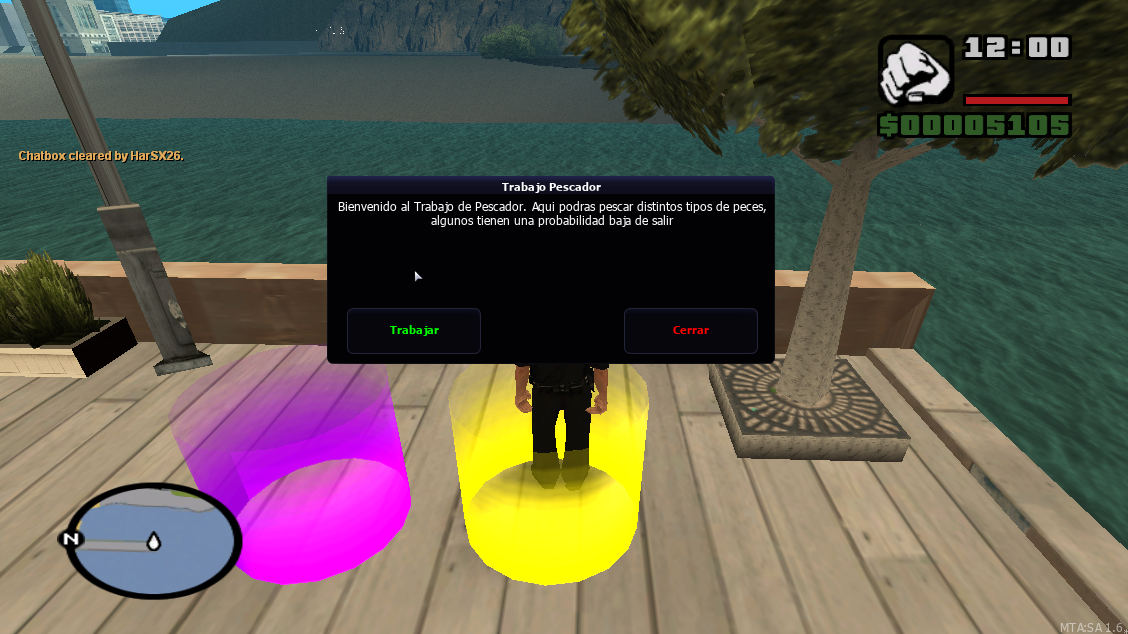 12:00
$00005105
Chatbox cleared by HarSX26.
Trabajo Pescador
Bienvenido al Trabajo de Pescador. Aqui podras pescar distintos tipos de peces,
algunos tienen una probabilidad baja de salir
Trabajar
Cerrar
N
MTA:SA 1.6